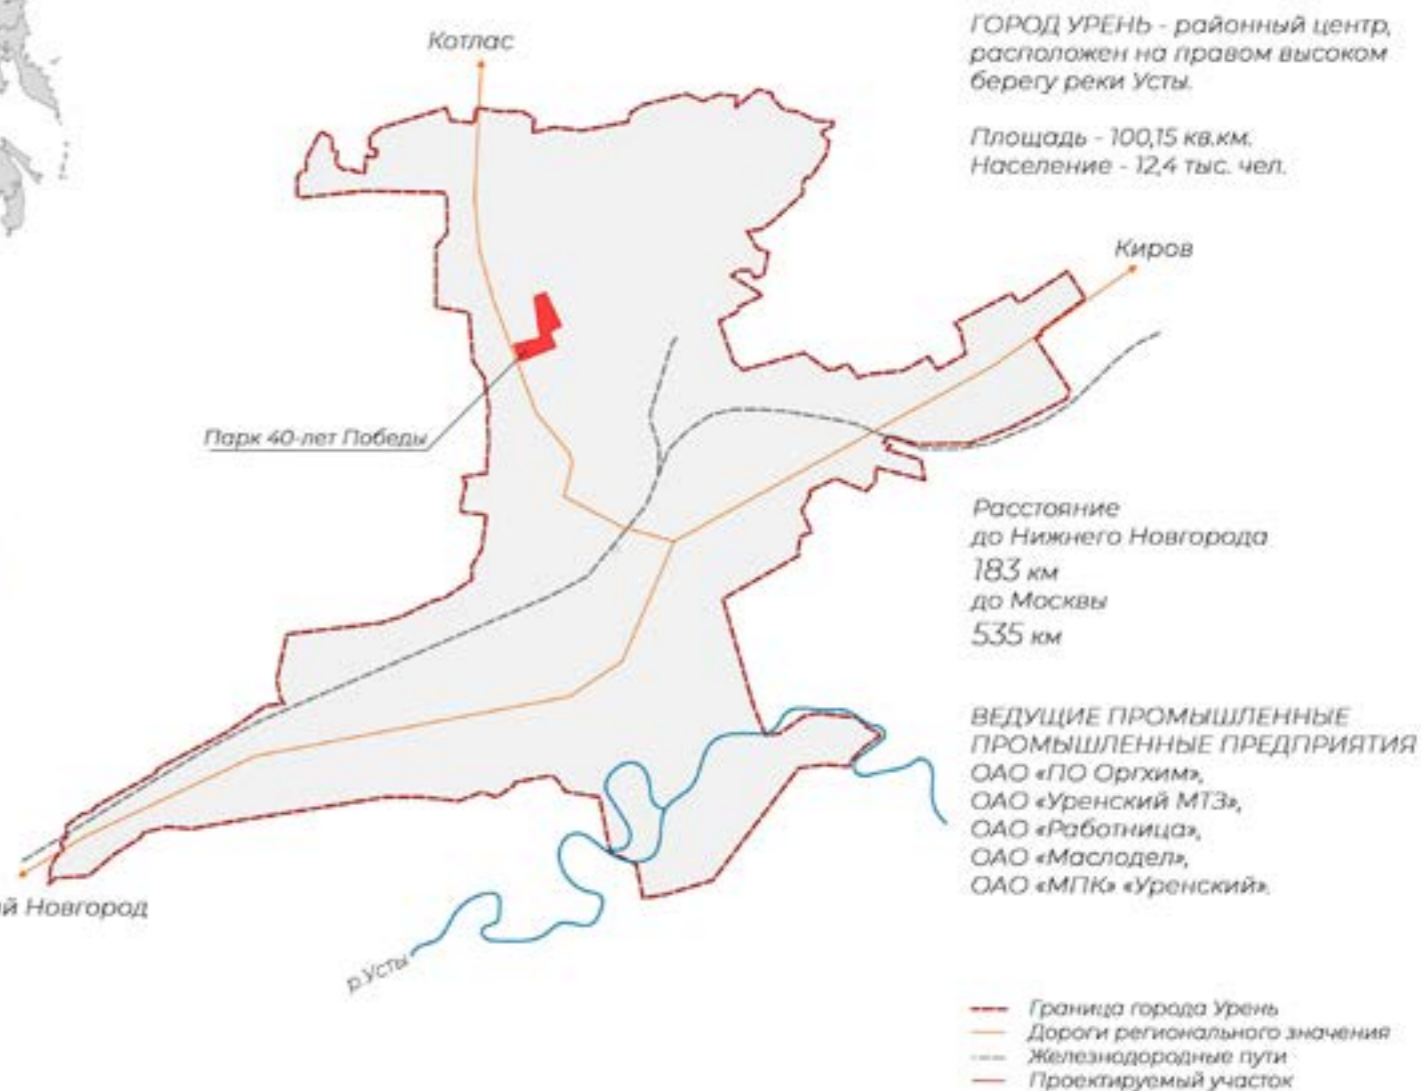 Котлас
ГОРОД УРЕНЬ - районный центр,
расположен на правом высоком
берегу реки Усты.
Площадь - 100,15 кв.км.
Население - 12,4 тыс. чел.
Киров
Парк 40-лет Победы
Расстояние
до Нижнего Новгорода
183 км
до Москвы
535 км
ВЕДУЩИЕ ПРОМЫШЛЕННЫЕ
ПРОМЫШЛЕННЫЕ ПРЕДПРИЯТИЯ
ОАО «ПО Оргхим»,
ОАО «Уренский МТЗ»,
ОАО «Работница»,
ОАО «Маслодел»,
ОАО «МПК» «Уренский».
ий Новгород
р.Усты
Граница города Урень
Дороги регионального значения
Железнодородные пути
Проектируемый участок